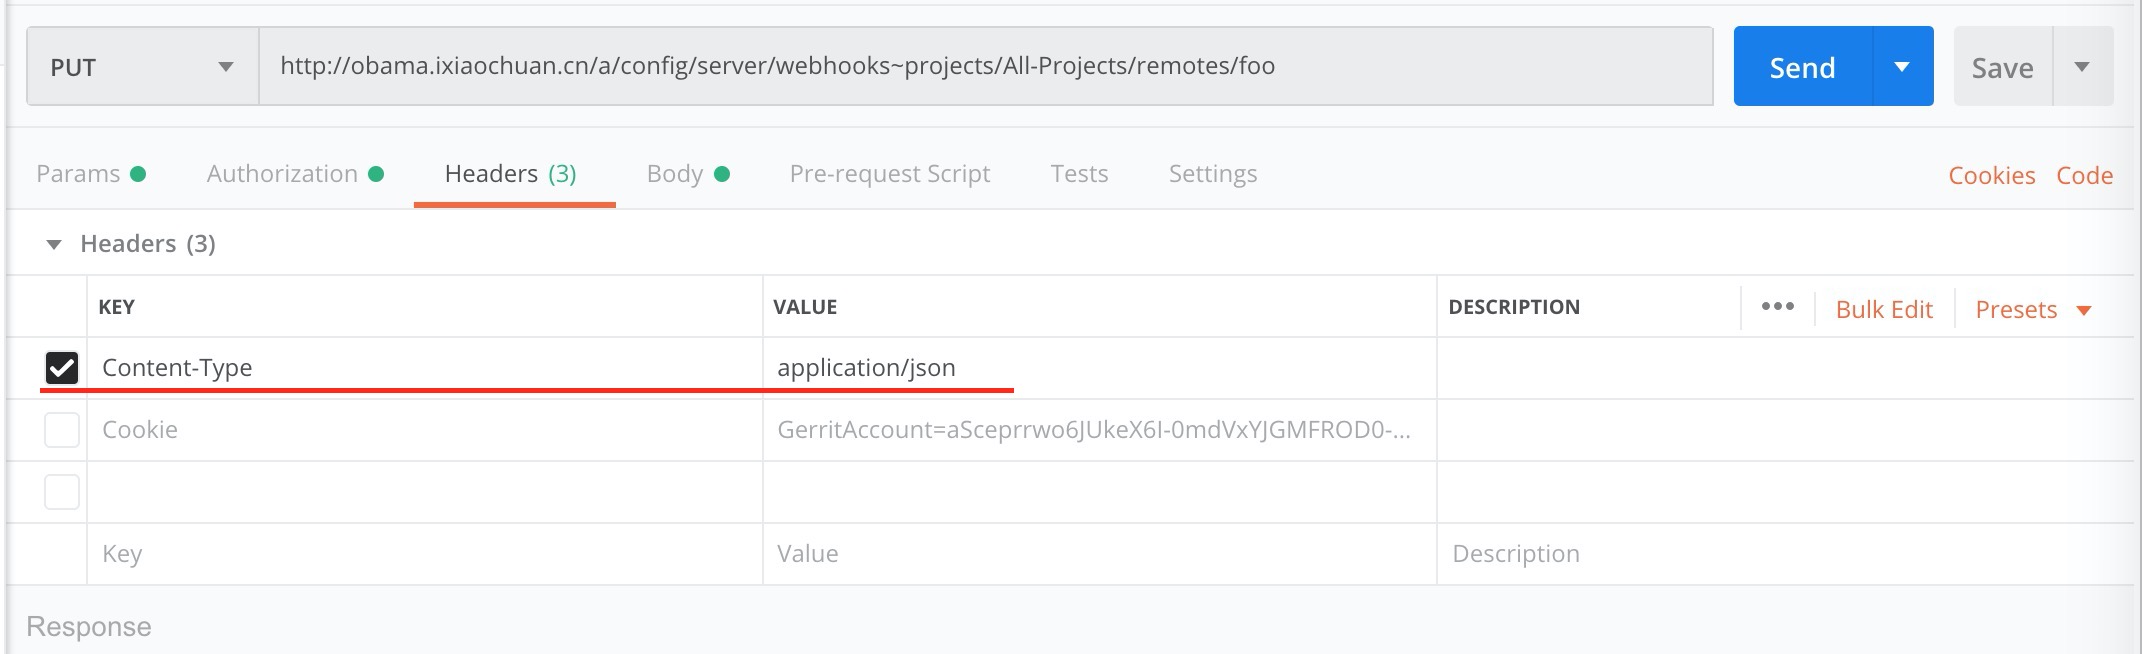 PUT http://obama.ixiaochuan.cn/a/config/server/webhooks~projects/All-Projects/remotes/foo Send Save
Params Authorization Headers (3) Body Pre-request Script Tests Settings Cookies Code
Headers (3)
KEY VALUE DESCRIPTION ••• Bulk Edit Presets
Content-Type application/json
Cookie GerritAccount=aSceprrwo6JUkeX6I-0mdVxYJGMFROD0-...
Key Value Description
Response